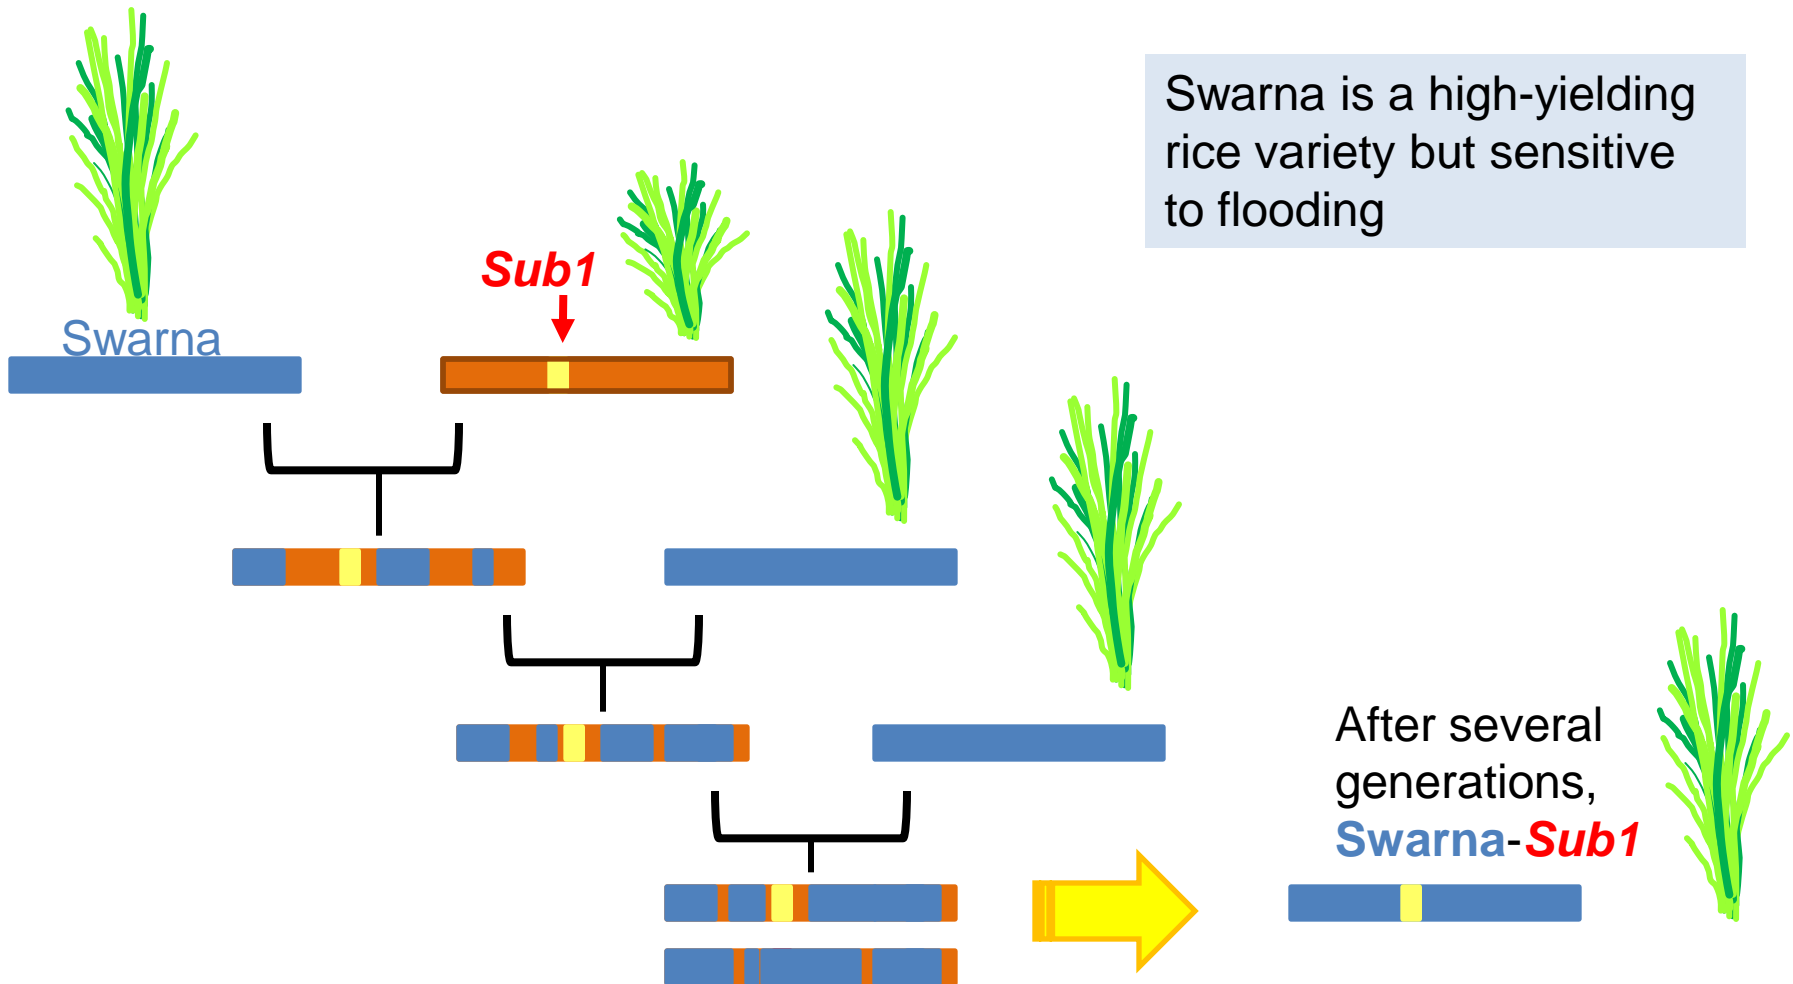 Swarna is a high-yielding
rice variety but sensitive
to flooding
Sub1
Swarna
After several
generations,
Swarna-Sub1